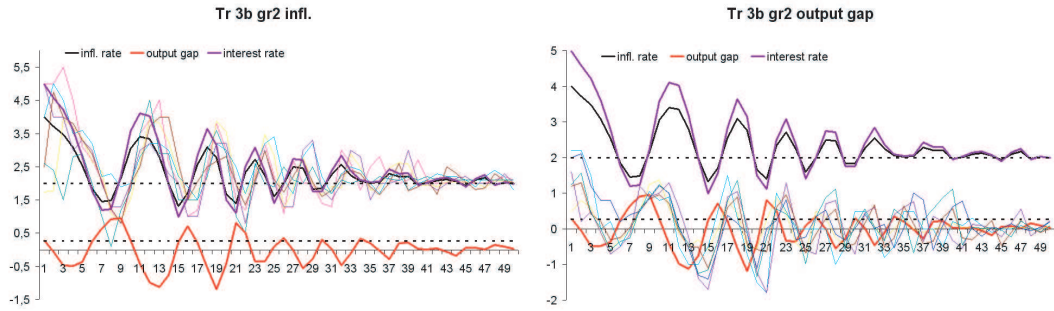 Tr 3b gr2 infl.
infl. rate output gap interest rate
5,5
4,5
3,5
2,5
1,5
0,5
-0,5
-1,5
1 3 5 7 9 11 13 15 17 19 21 23 25 27 29 31 33 35 37 39 41 43 45 47 49
Tr 3b gr2 output gap
infl. rate output gap interest rate
5
4
3
2
1
0
-1
-2
1 3 5 7 9 11 13 15 17 19 21 23 25 27 29 31 33 35 37 39 41 43 45 47 49